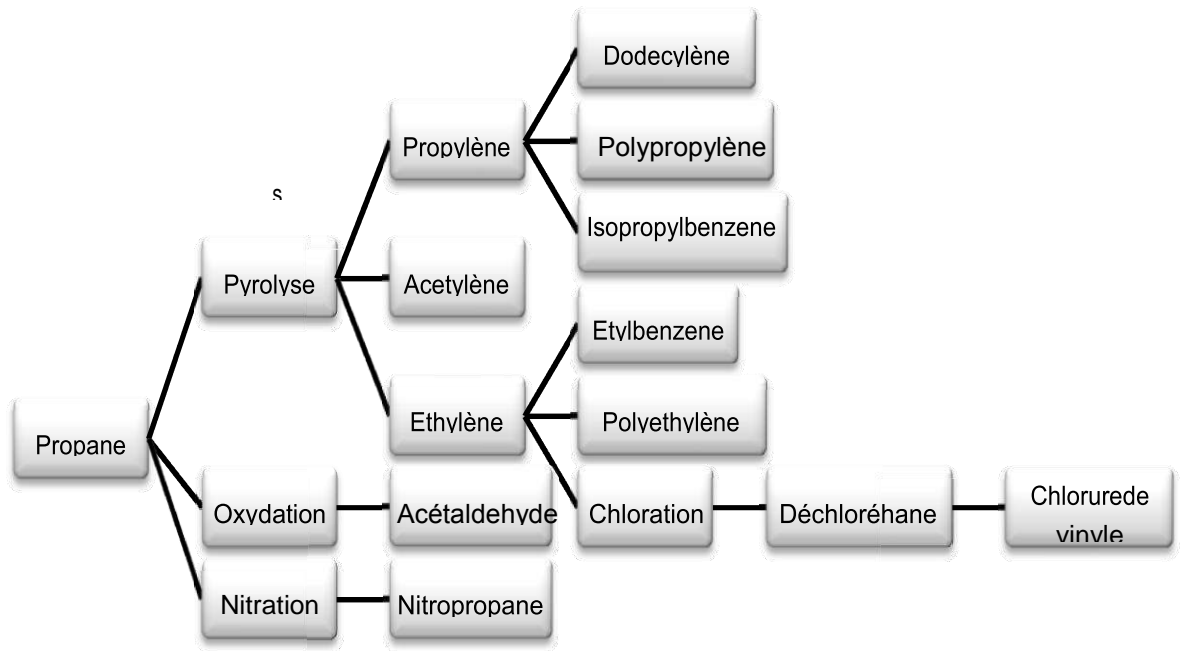 Dodecylène
Propylène
Polypropylène
s
Isopropylbenzene
Pyrolyse
Acetylène
Etylbenzene
Ethylène
Polyethylène
Propane
Oxydation
Acétaldehyde
Chloration
Déchloréhane
Chlorurede
vinyle
Nitration
Nitropropane